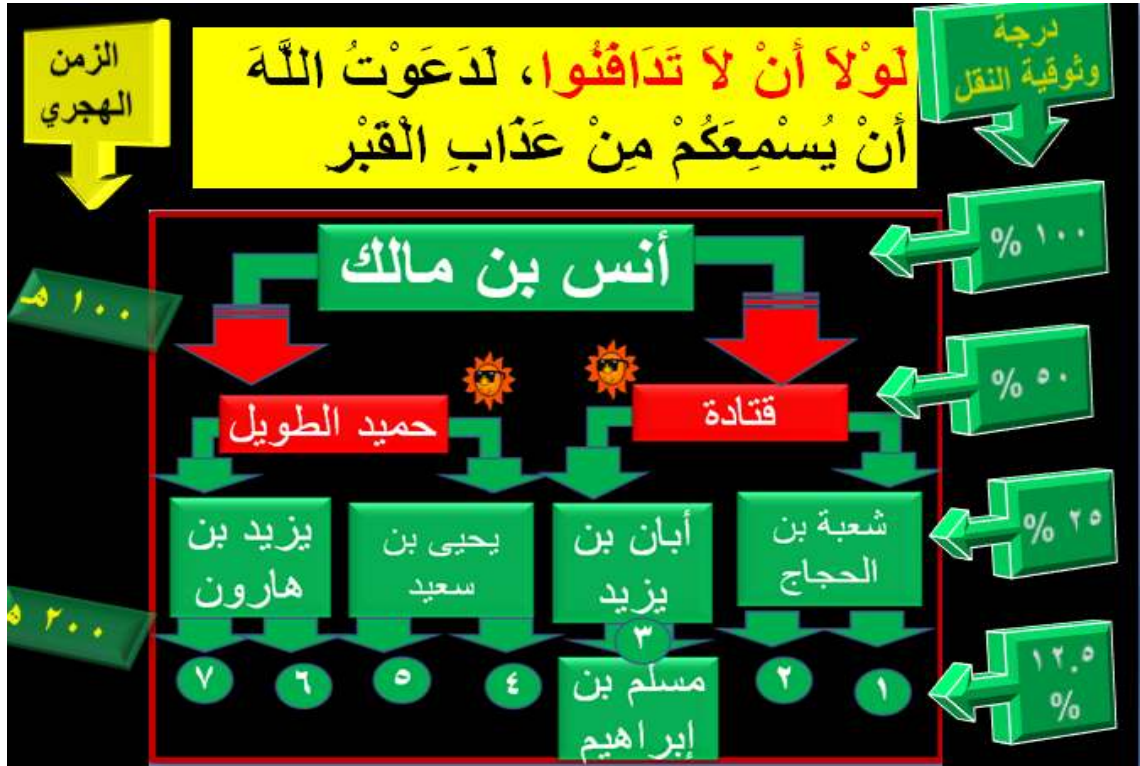 درجة
وثوقية النقل
لَوْلاَ أَنْ لاَ تَدَافَنُوا، لَدَعَوْتُ اللَّهَ
أَنْ يُسْمِعَكُمْ مِنْ عَذَابِ الْقَبْرِ
الزمن
الهجري
١٠٠ %
أنس بن مالك
١٠٠ هـ
٥٠ %
قتادة
حميد الطويل
٢٥ %
شعبة بن
الحجاج
أبان بن
يزيد
يحيى بن
سعيد
يزيد بن
هارون
٢٠٠ ه
١٢.٥
%
١
٢
٣
مسلم بن
إبراهيم
٤
٥
٦
٧